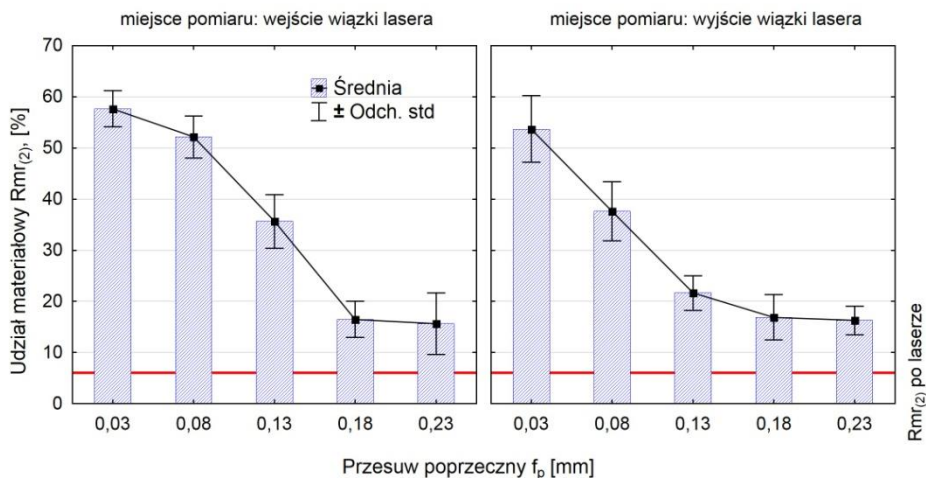 miejsce pomiaru: wejście wiązki lasera
miejsce pomiaru: wyjście wiązki lasera
Udział materiałowy Rmr(2), [%]
70
60
50
40
30
20
10
0
Średnia
± Odch. std
0,03 0,08 0,13 0,18 0,23
0,03 0,08 0,13 0,18 0,23
Przesuw poprzeczny fp [mm]
Rmr(2) po laserze